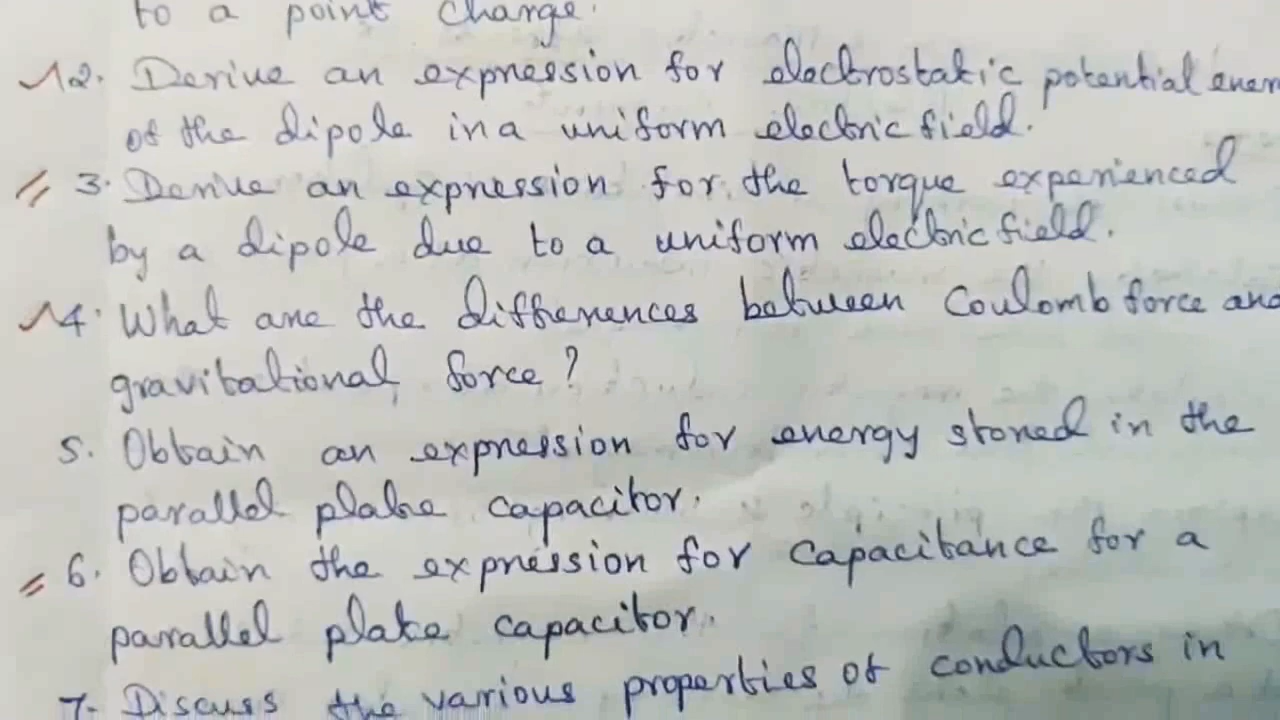 to a point charge.
2. Derive an expression for electrostatic potential ener
of the dipole in a uniform electric field.
3. Derive an expression for the torque experienced
by a dipole due to a uniform electric field.
4. What are the differences between Coulomb force and
gravitational force?
5. Obtain an expression for energy stored in the
parallel plate capacitor.
6. Obtain the expression for capacitance for a
parallel plate capacitor.
7. Discuss the various properties of conductors in